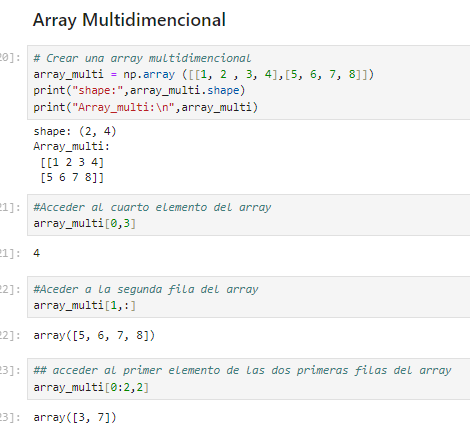 Array Multidimencional
20]: # Crear una array multidimencional
array_multi = np.array ([[1, 2 , 3, 4],[5, 6, 7, 8]])
print("shape:",array_multi.shape)
print("Array_multi:\n",array_multi)
shape: (2, 4)
Array_multi:
[[1 2 3 4]
[5 6 7 8]]
21]: #Acceder al cuarto elemento del array
array_multi[0,3]
21]: 4
22]: #Aceder a la segunda fila del array
array_multi[1,:]
22]: array([5, 6, 7, 8])
23]: ## acceder al primer elemento de las dos primeras filas del array
array_multi[0:2,2]
23]: array([3, 7])